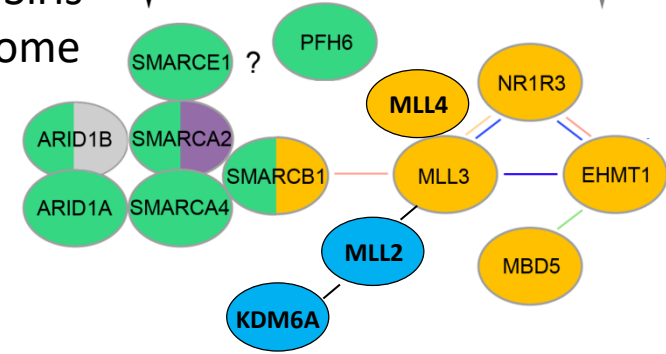 ome
PFH6
SMARCE1 ?
NR1R3
MLL4
ARID1B SMARCA2
SMARCB1 MLL3 EHMT1
ARID1A SMARCA4
MLL2
MBD5
KDM6A